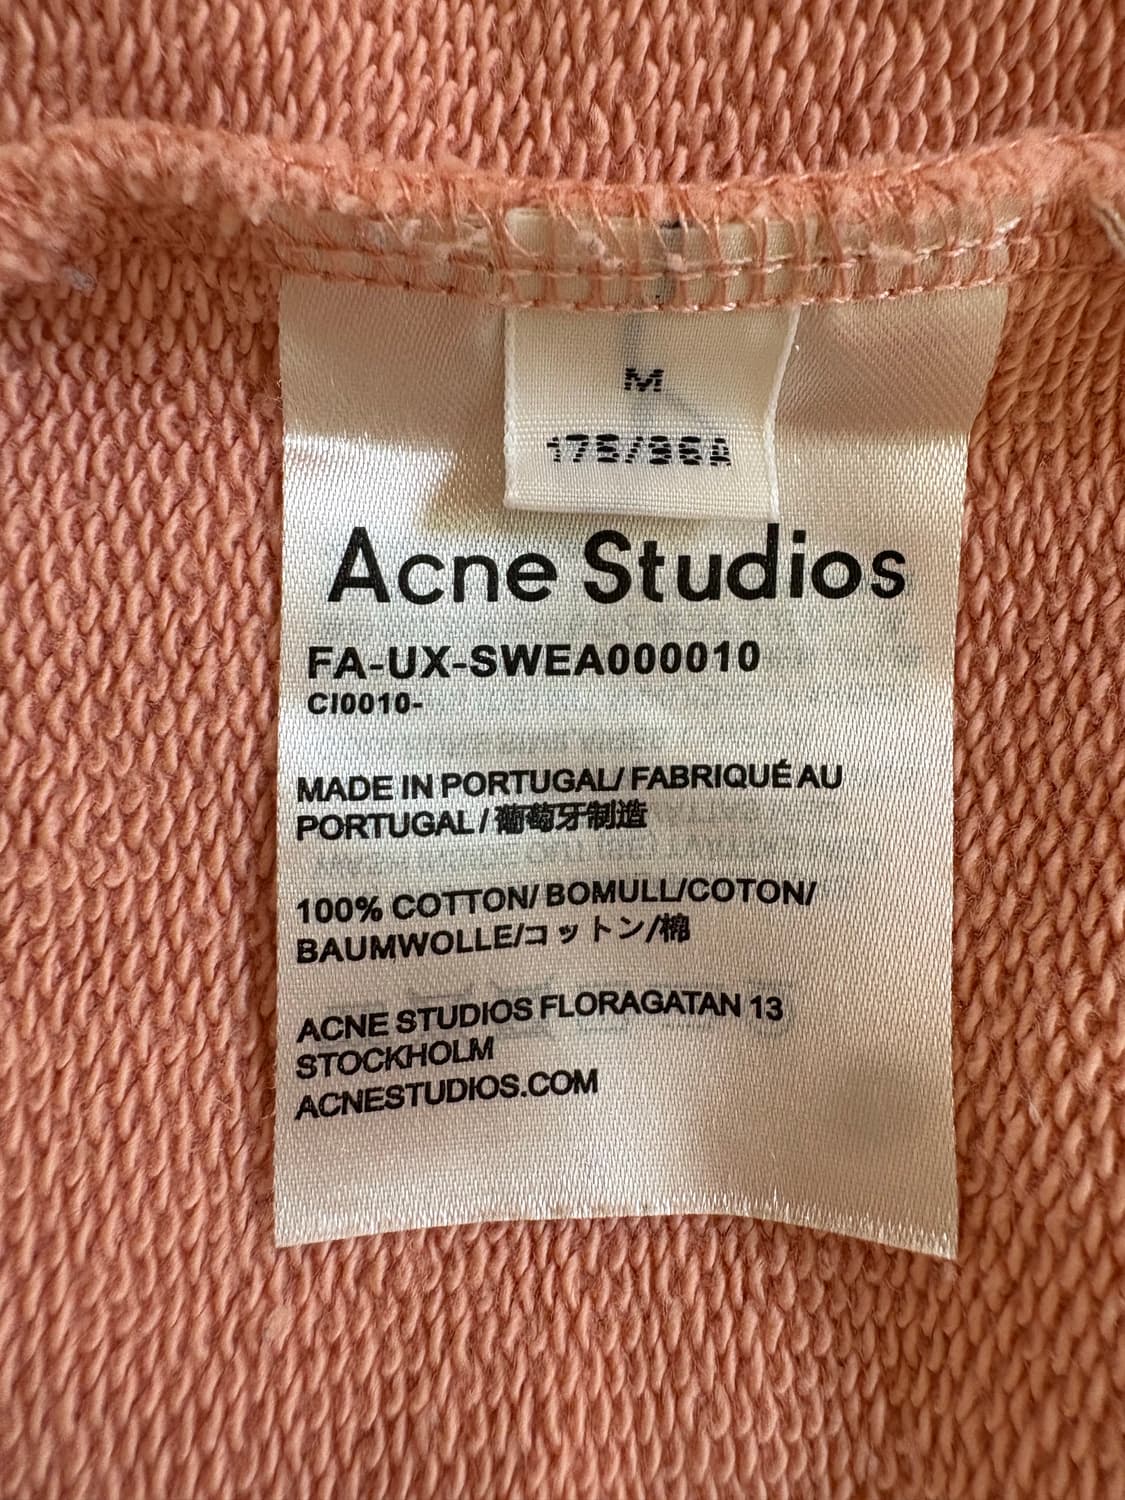 M
175/96A
Acne Studios
FA-UX-SWEA000010
CI0010-
MADE IN PORTUGAL/ FABRIQUÉ AU
PORTUGAL / 葡萄牙制造
100% COTTON/ BOMULL/COTON/
BAUMWOLLE/コットン/棉
ACNE STUDIOS FLORAGATAN 13
STOCKHOLM
ACNESTUDIOS.COM